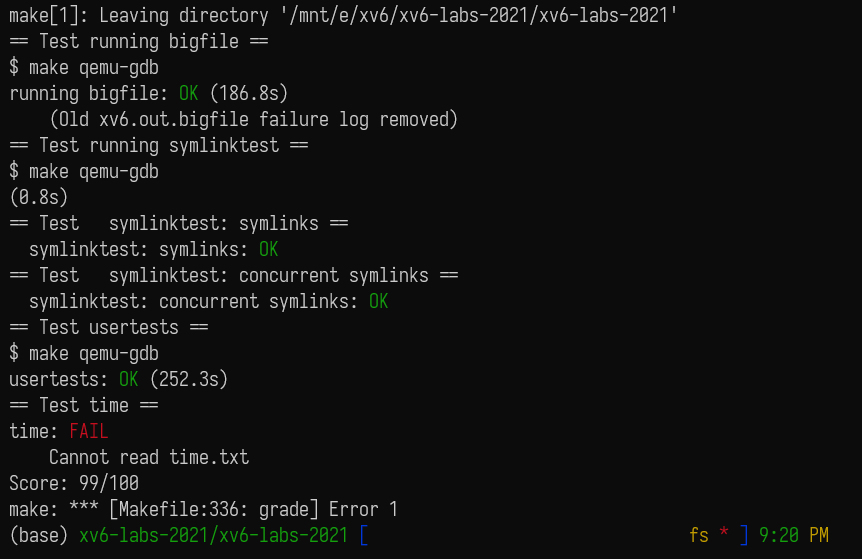 make[1]: Leaving directory '/mnt/e/xv6/xv6-labs-2021/xv6-labs-2021'
== Test running bigfile ==
$ make qemu-gdb
running bigfile: OK (186.8s)
    (Old xv6.out.bigfile failure log removed)
== Test running symlinktest ==
$ make qemu-gdb
(0.8s)
== Test   symlinktest: symlinks ==
  symlinktest: symlinks: OK
== Test   symlinktest: concurrent symlinks ==
  symlinktest: concurrent symlinks: OK
== Test usertests ==
$ make qemu-gdb
usertests: OK (252.3s)
== Test time ==
time: FAIL
    Cannot read time.txt
Score: 99/100
make: *** [Makefile:336: grade] Error 1
(base) xv6-labs-2021/xv6-labs-2021 [ fs * ] 9:20 PM